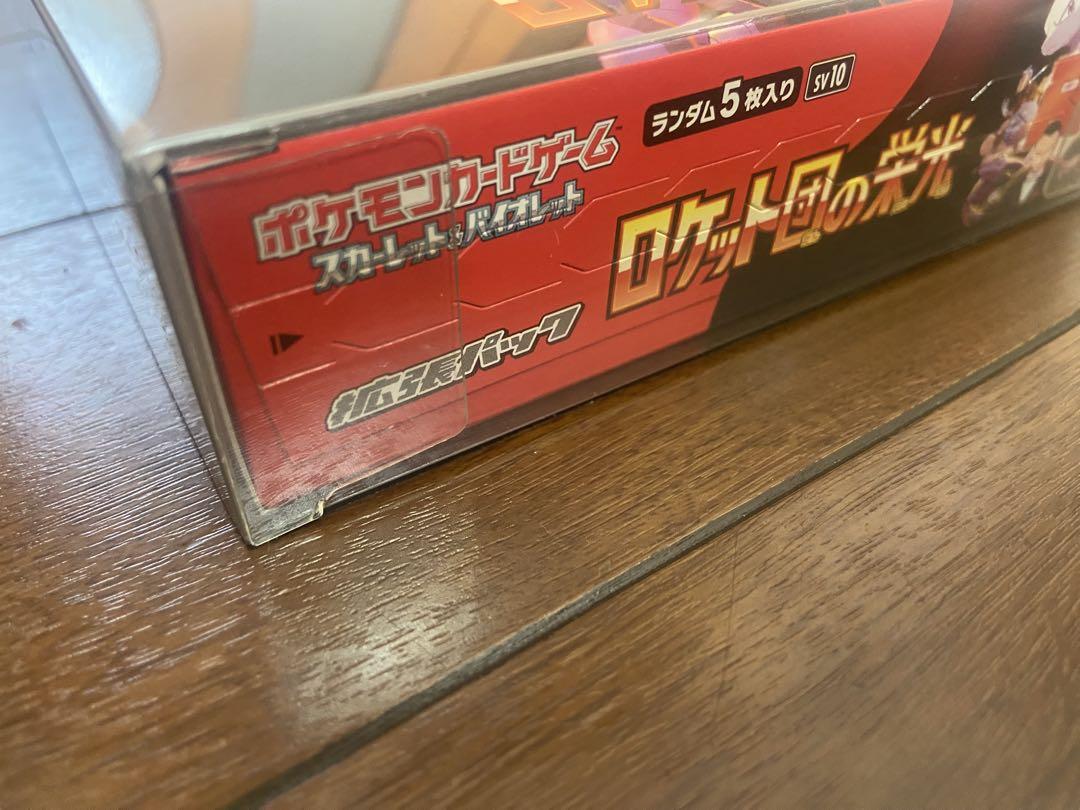 ランダム5枚入り SV10
ポケモンカードゲーム™
スカーレット&バイオレット
ロケット団の栄光
拡張パック